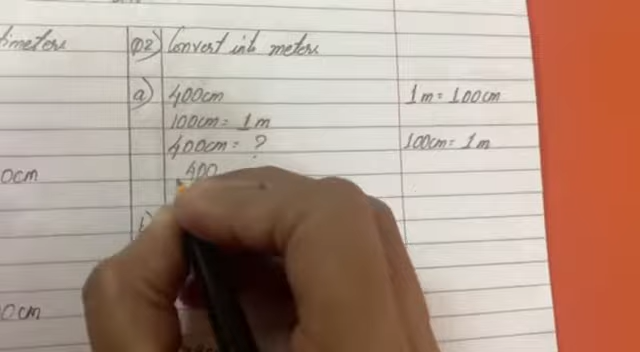 timeters
Q2) Convert into meters
a) 400cm
1m = 100cm
100cm = 1m
400cm = ?
100cm = 1m
400
0cm
b)
0cm